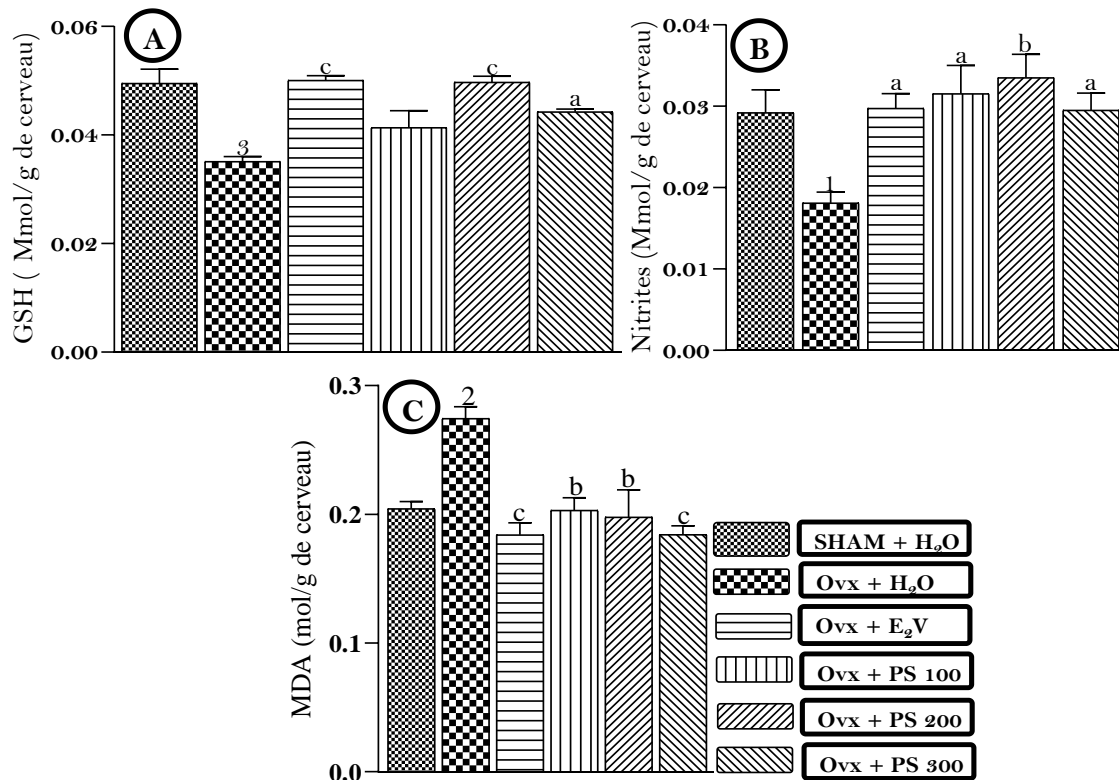 A
GSH ( Mmol/g de cerveau)
0.06
0.04
0.02
0.00
3
c
c
a
B
Nitrites (Mmol/g de cerveau)
0.04
0.03
0.02
0.01
0.00
1
a
a
b
a
C
MDA (mol/g de cerveau)
0.3
0.2
0.1
0.0
2
c
b
b
c
SHAM + H₂O
Ovx + H₂O
Ovx + E₂V
Ovx + PS 100
Ovx + PS 200
Ovx + PS 300